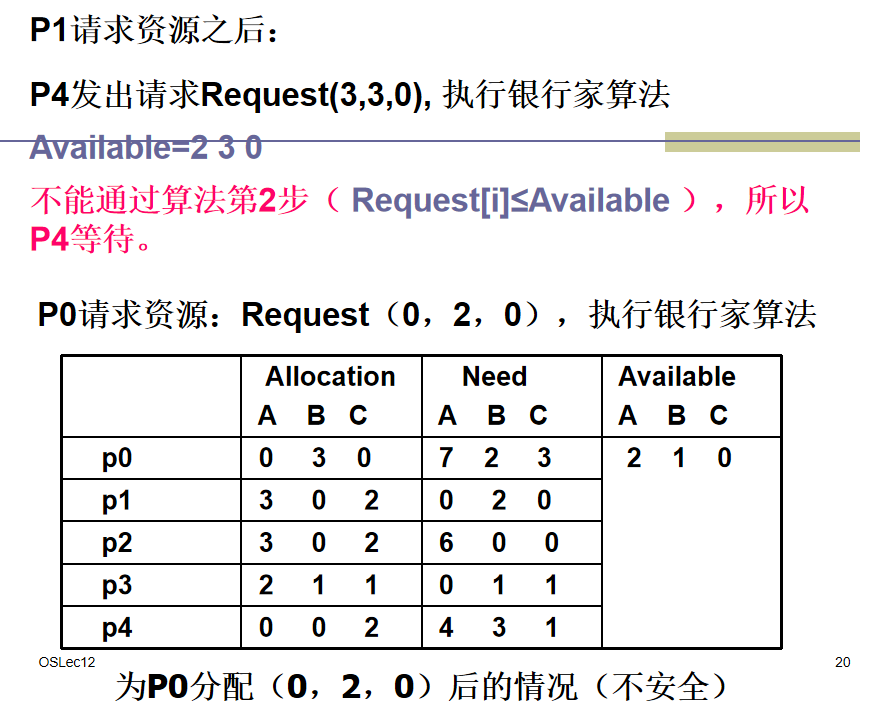 P1请求资源之后：
P4发出请求Request(3,3,0), 执行银行家算法
Available=2 3 0
不能通过算法第2步（ Request[i]≤Available ），所以
P4等待。
P0请求资源：Request（0，2，0），执行银行家算法
Allocation Need Available
A B C A B C A B C
p0 0 3 0 7 2 3 2 1 0
p1 3 0 2 0 2 0
p2 3 0 2 6 0 0
p3 2 1 1 0 1 1
p4 0 0 2 4 3 1
OSLec12 20
为P0分配（0，2，0）后的情况（不安全）